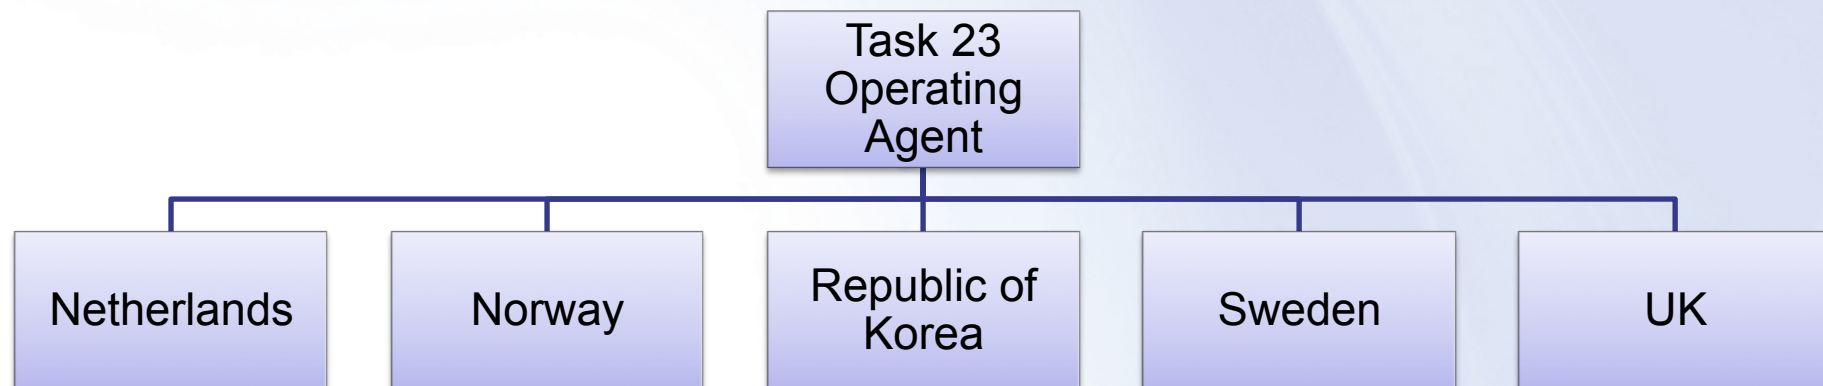 Task 23
Operating
Agent
Netherlands
Norway
Republic of
Korea
Sweden
UK